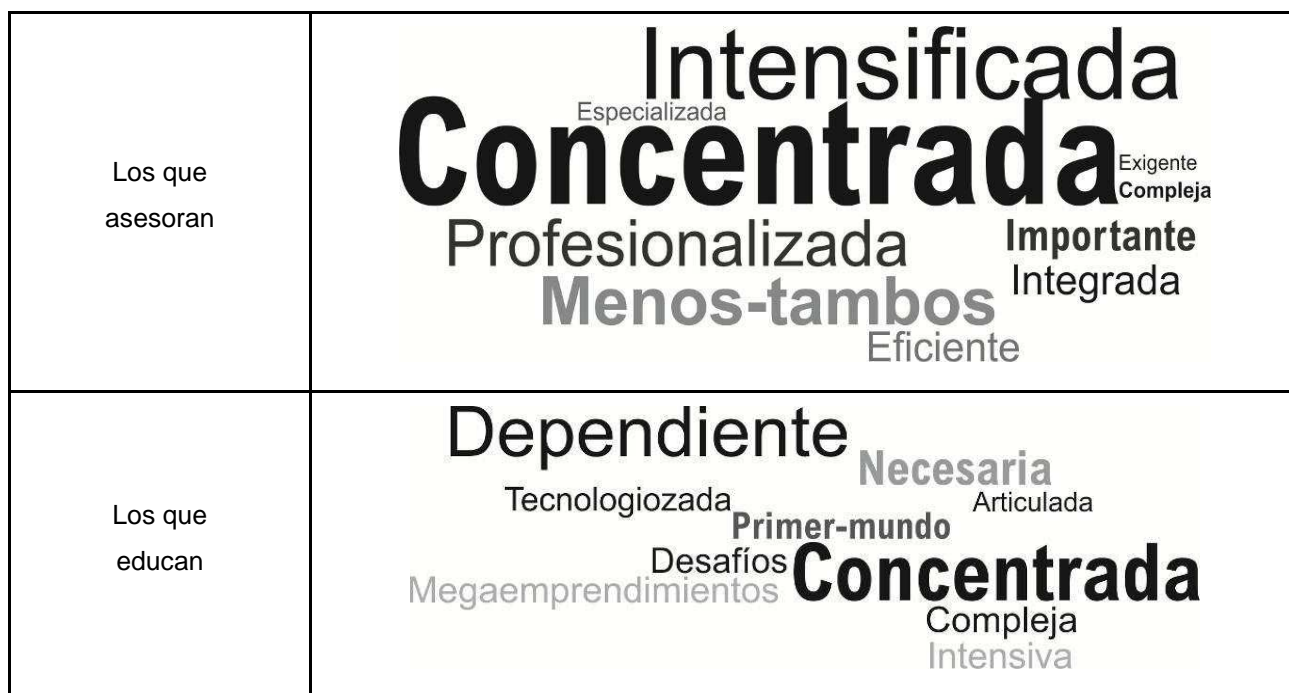 Los que
asesoran
Intensificada
Especializada
Concentrada
Exigente
Compleja
Profesionalizada
Importante
Integrada
Menos-tambos
Eficiente
Los que
educan
Dependiente
Necesaria
Tecnologiozada
Articulada
Primer-mundo
Desafíos
Concentrada
Megaemprendimientos
Compleja
Intensiva